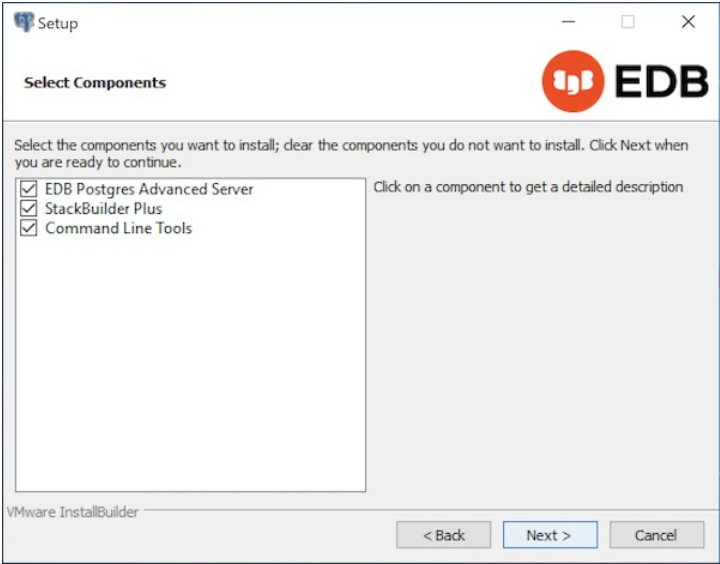 Setup
Select Components
EDB
Select the components you want to install; clear the components you do not want to install. Click Next when
you are ready to continue.
EDB Postgres Advanced Server
StackBuilder Plus
Command Line Tools
Click on a component to get a detailed description
VMware InstallBuilder
< Back
Next >
Cancel